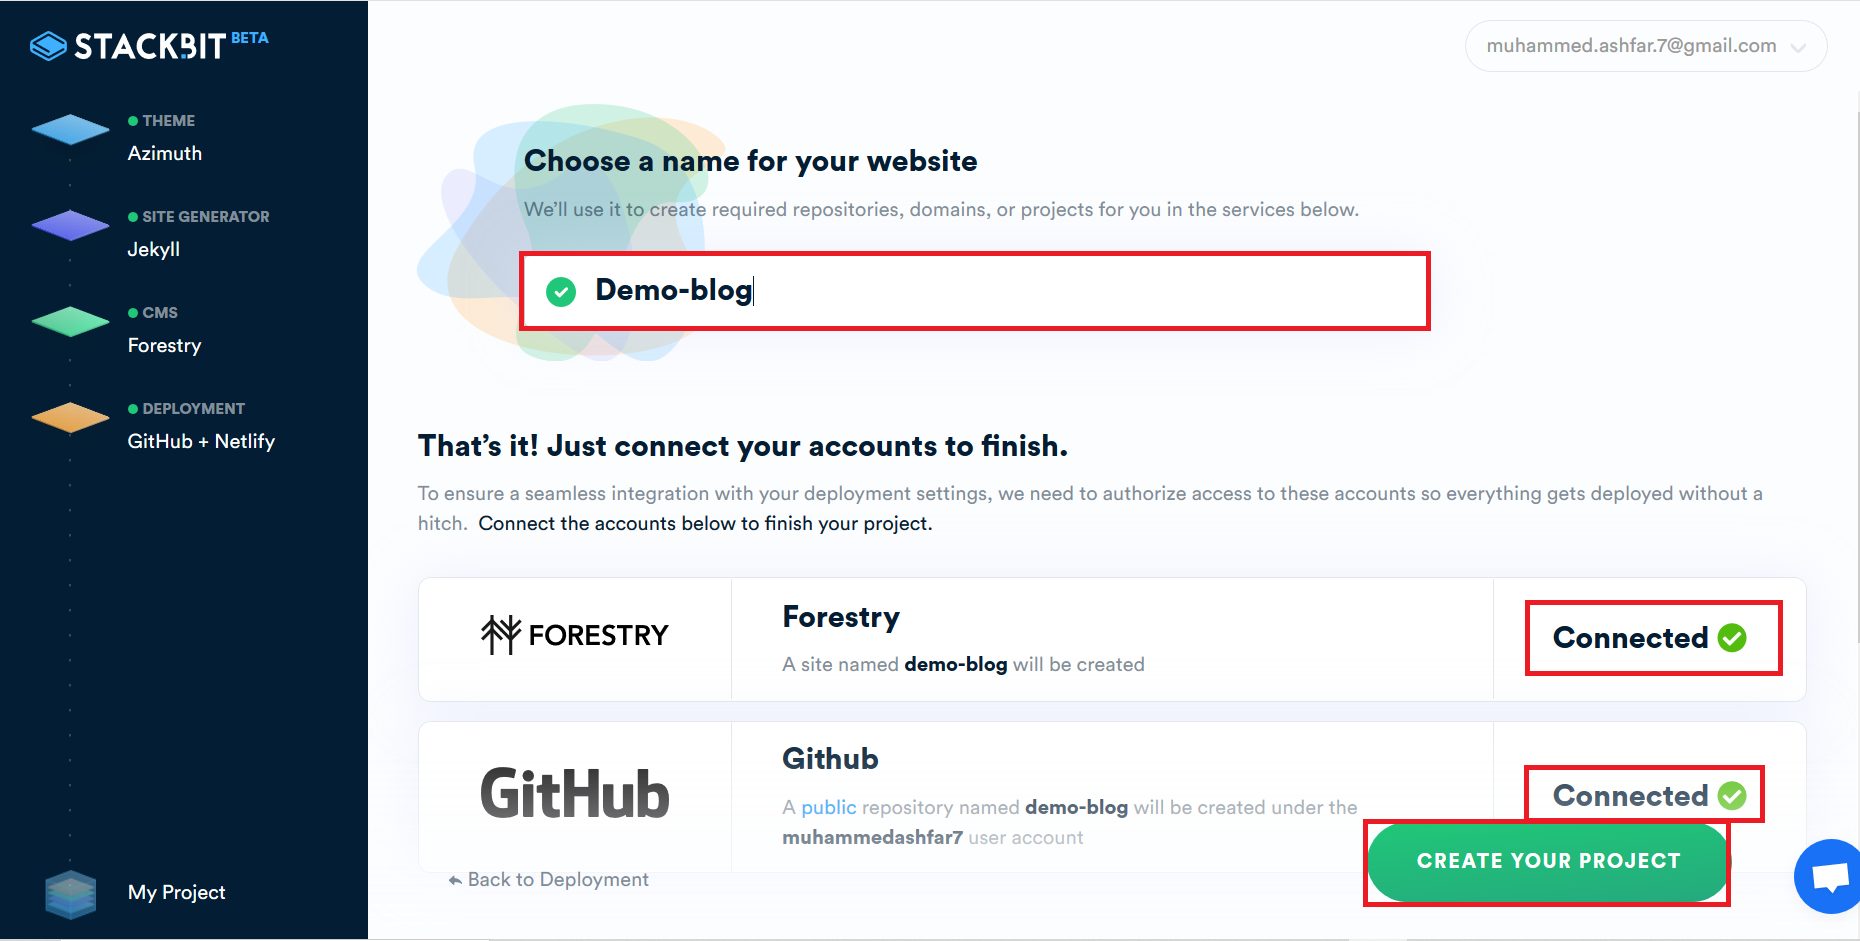 STACKBIT BETA
muhammed.ashfar.7@gmail.com
THEME
Azimuth
SITE GENERATOR
Jekyll
CMS
Forestry
DEPLOYMENT
GitHub + Netlify
My Project
Choose a name for your website
We'll use it to create required repositories, domains, or projects for you in the services below.
Demo-blog
That's it! Just connect your accounts to finish.
To ensure a seamless integration with your deployment settings, we need to authorize access to these accounts so everything gets deployed without a
hitch. Connect the accounts below to finish your project.
FORESTRY
Forestry
A site named demo-blog will be created
Connected
GitHub
Github
A public repository named demo-blog will be created under the
muhammedashfar7 user account
Connected
Back to Deployment
CREATE YOUR PROJECT